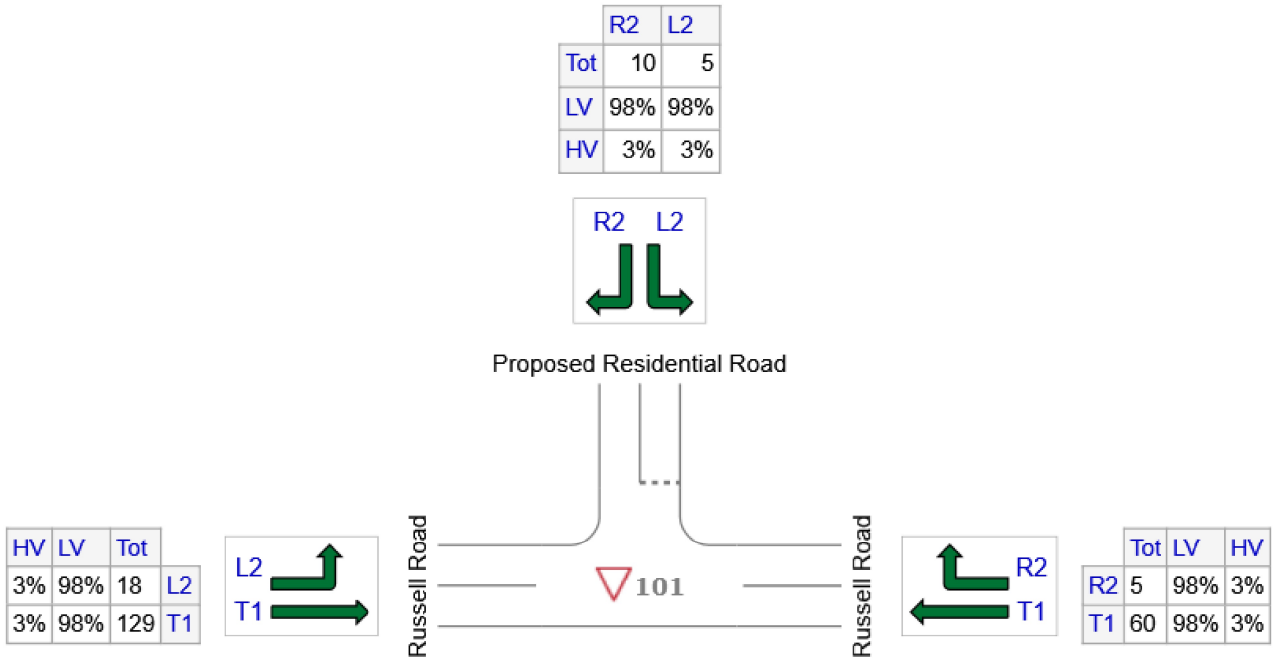 R2 L2
Tot 10 5
LV 98% 98%
HV 3% 3%
R2 L2
Proposed Residential Road
Russell Road
Russell Road
HV LV Tot
3% 98% 18 L2
3% 98% 129 T1
L2
T1
101
R2
T1
Tot LV HV
R2 5 98% 3%
T1 60 98% 3%